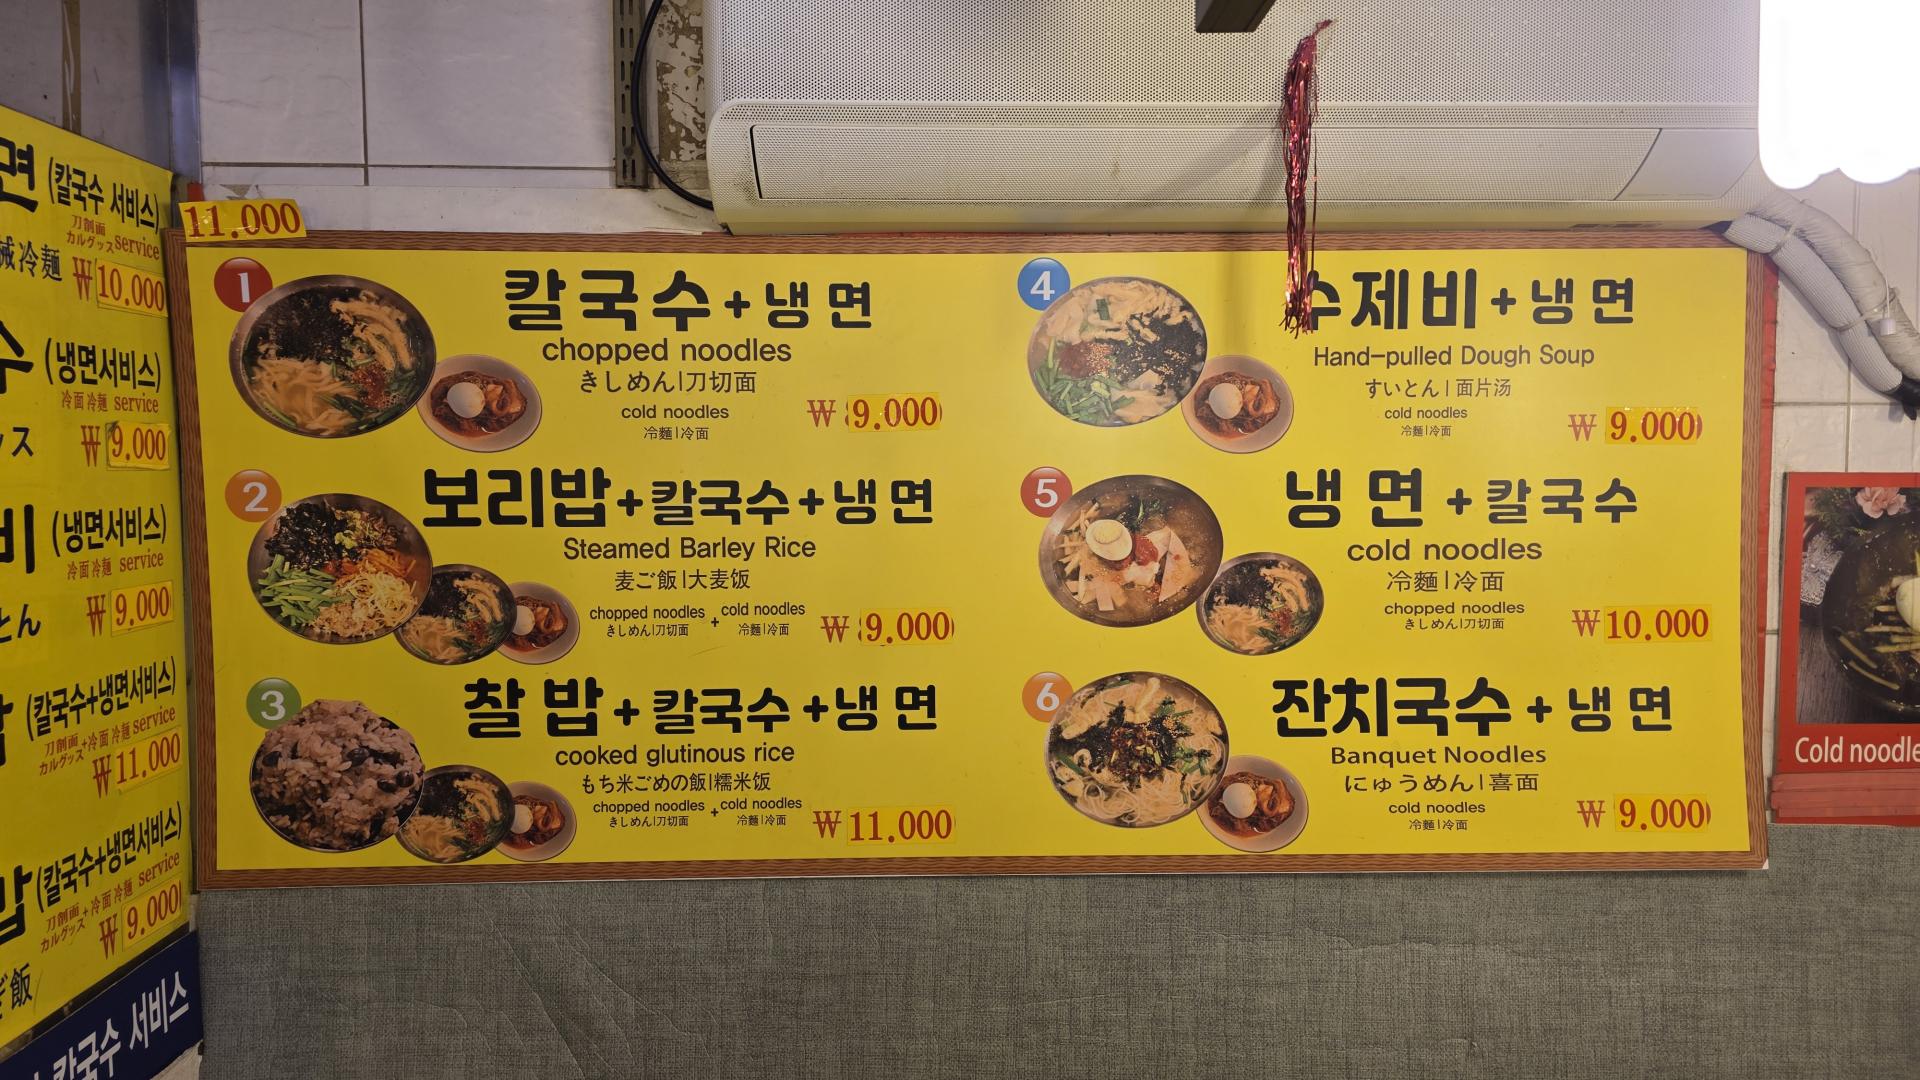 면 (칼국수 서비스)
刀削面
カルグッス service
械冷麺 ₩10.000
수 (냉면서비스)
冷面冷麺 service
ッス ₩9.000
비 (냉면서비스)
冷面冷麺 service
とん ₩9.000
(칼국수+냉면서비스)
刀削面+冷面冷麺 service
カルグッス
₩11.000
밥 (칼국수+냉면서비스)
刀削面+冷面冷麺 service
カルグッス
₩9.000
飯
칼국수 서비스
11.000
1
칼국수+냉면
chopped noodles
きしめん|刀切面
cold noodles
冷麵|冷面
₩9.000
2
보리밥+칼국수+냉면
Steamed Barley Rice
麦ご飯|大麦饭
chopped noodles + cold noodles
きしめん|刀切面 冷麵|冷面
₩9.000
3
찰밥+칼국수+냉면
cooked glutinous rice
もち米ごめの飯|糯米饭
chopped noodles + cold noodles
きしめん|刀切面 冷麵|冷面
₩11.000
4
수제비+냉면
Hand-pulled Dough Soup
すいとん|面片汤
cold noodles
冷麵|冷面
₩9.000
5
냉면+칼국수
cold noodles
冷麵|冷面
chopped noodles
きしめん|刀切面
₩10.000
6
잔치국수+냉면
Banquet Noodles
にゅうめん|喜面
cold noodles
冷麵|冷面
₩9.000
Cold noodle